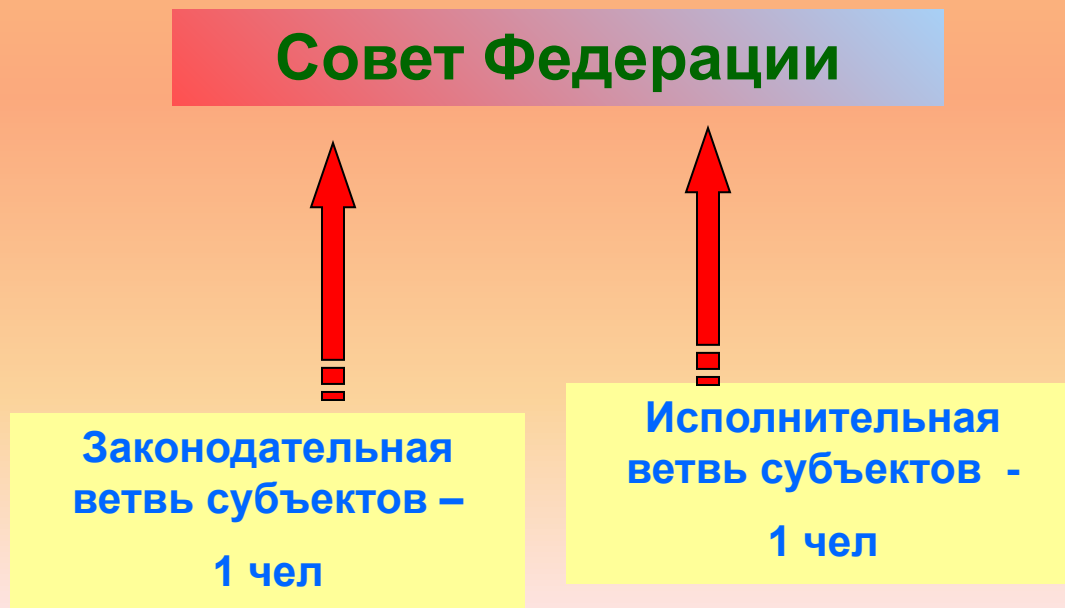 Совет Федерации
Законодательная
ветвь субъектов –
1 чел
Исполнительная
ветвь субъектов -
1 чел